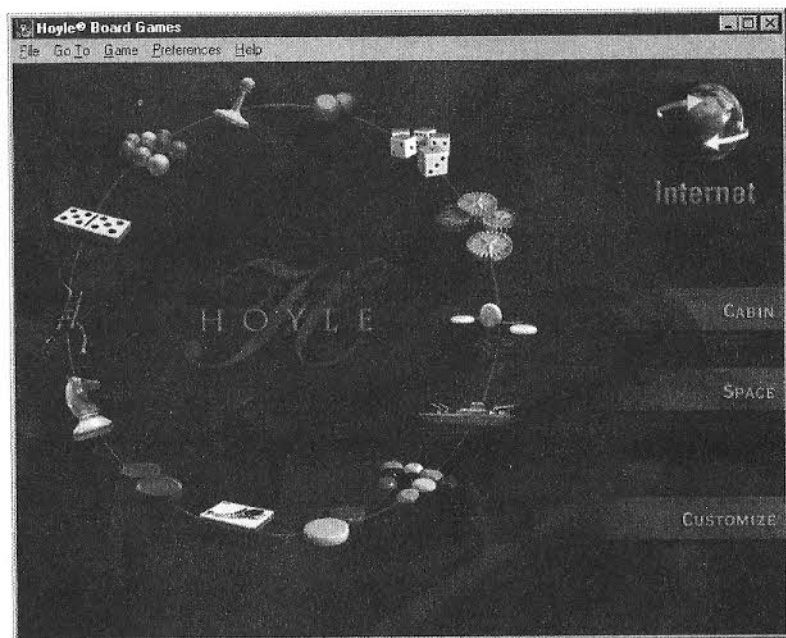 Hoyle® Board Games
File Go To Game Preferences Help
Internet
HOYLE
CABIN
SPACE
CUSTOMIZE